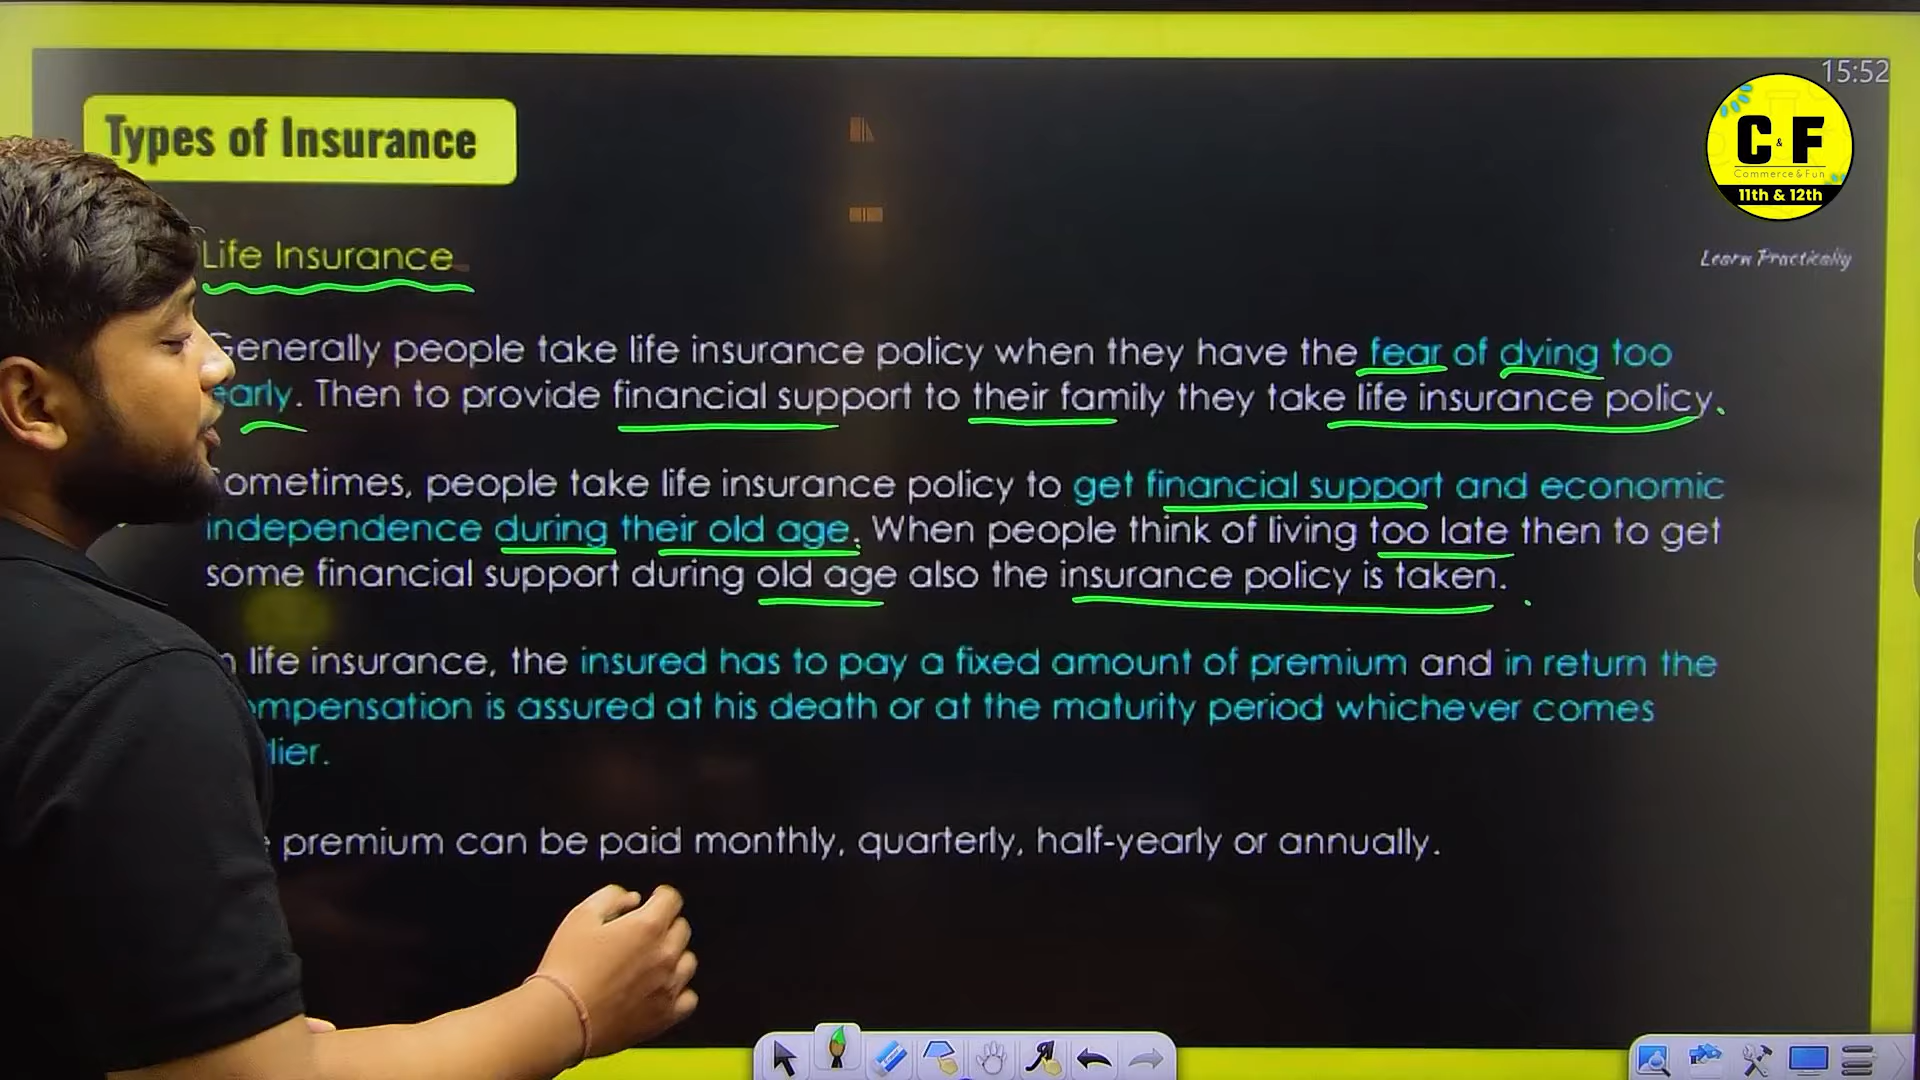 15:52
Types of Insurance
C & F
Commerce & Fun
11th & 12th
Life Insurance
Learn Practically
Generally people take life insurance policy when they have the fear of dying too
early. Then to provide financial support to their family they take life insurance policy.
ometimes, people take life insurance policy to get financial support and economic
independence during their old age. When people think of living too late then to get
some financial support during old age also the insurance policy is taken.
n life insurance, the insured has to pay a fixed amount of premium and in return the
ompensation is assured at his death or at the maturity period whichever comes
lier.
premium can be paid monthly, quarterly, half-yearly or annually.